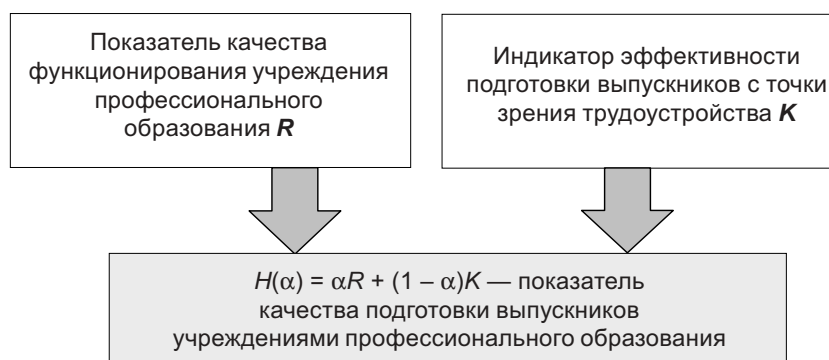 Показатель качества
функционирования учреждения
профессионального
образования R
Индикатор эффективности
подготовки выпускников с точки
зрения трудоустройства K
H(α) = αR + (1 – α)K — показатель
качества подготовки выпускников
учреждениями профессионального образования